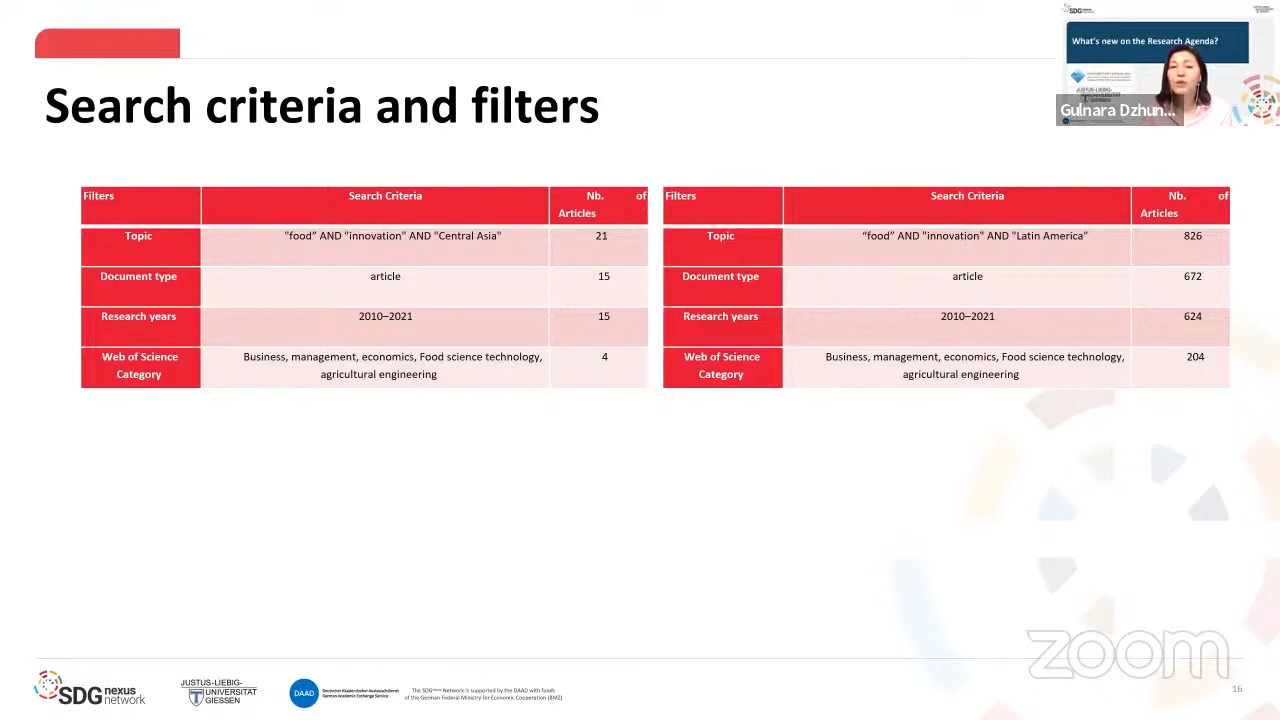 What's new on the Research Agenda?
JUSTUS-LIEBIG-
UNIVERSITÄT
GIESSEN
Gulnara Dzhun...
Search criteria and filters
Filters Search Criteria Nb. of Articles
Topic "food" AND "innovation" AND "Central Asia" 21
Document type article 15
Research years 2010–2021 15
Web of Science Category Business, management, economics, Food science technology, agricultural engineering 4
Filters Search Criteria Nb. of Articles
Topic "food" AND "innovation" AND "Latin America" 826
Document type article 672
Research years 2010–2021 624
Web of Science Category Business, management, economics, Food science technology, agricultural engineering 204
zoom
SDG nexus network
JUSTUS-LIEBIG-
UNIVERSITÄT
GIESSEN
DAAD
Deutscher Akademischer Austauschdienst
German Academic Exchange Service
The SDGnexus Network is supported by the DAAD with funds
of the German Federal Ministry for Economic Cooperation (BMZ)
16